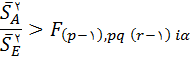 S̄_A^۲ / S̄_E^۲ > F_{(p-۱),pq (r-۱) iα}